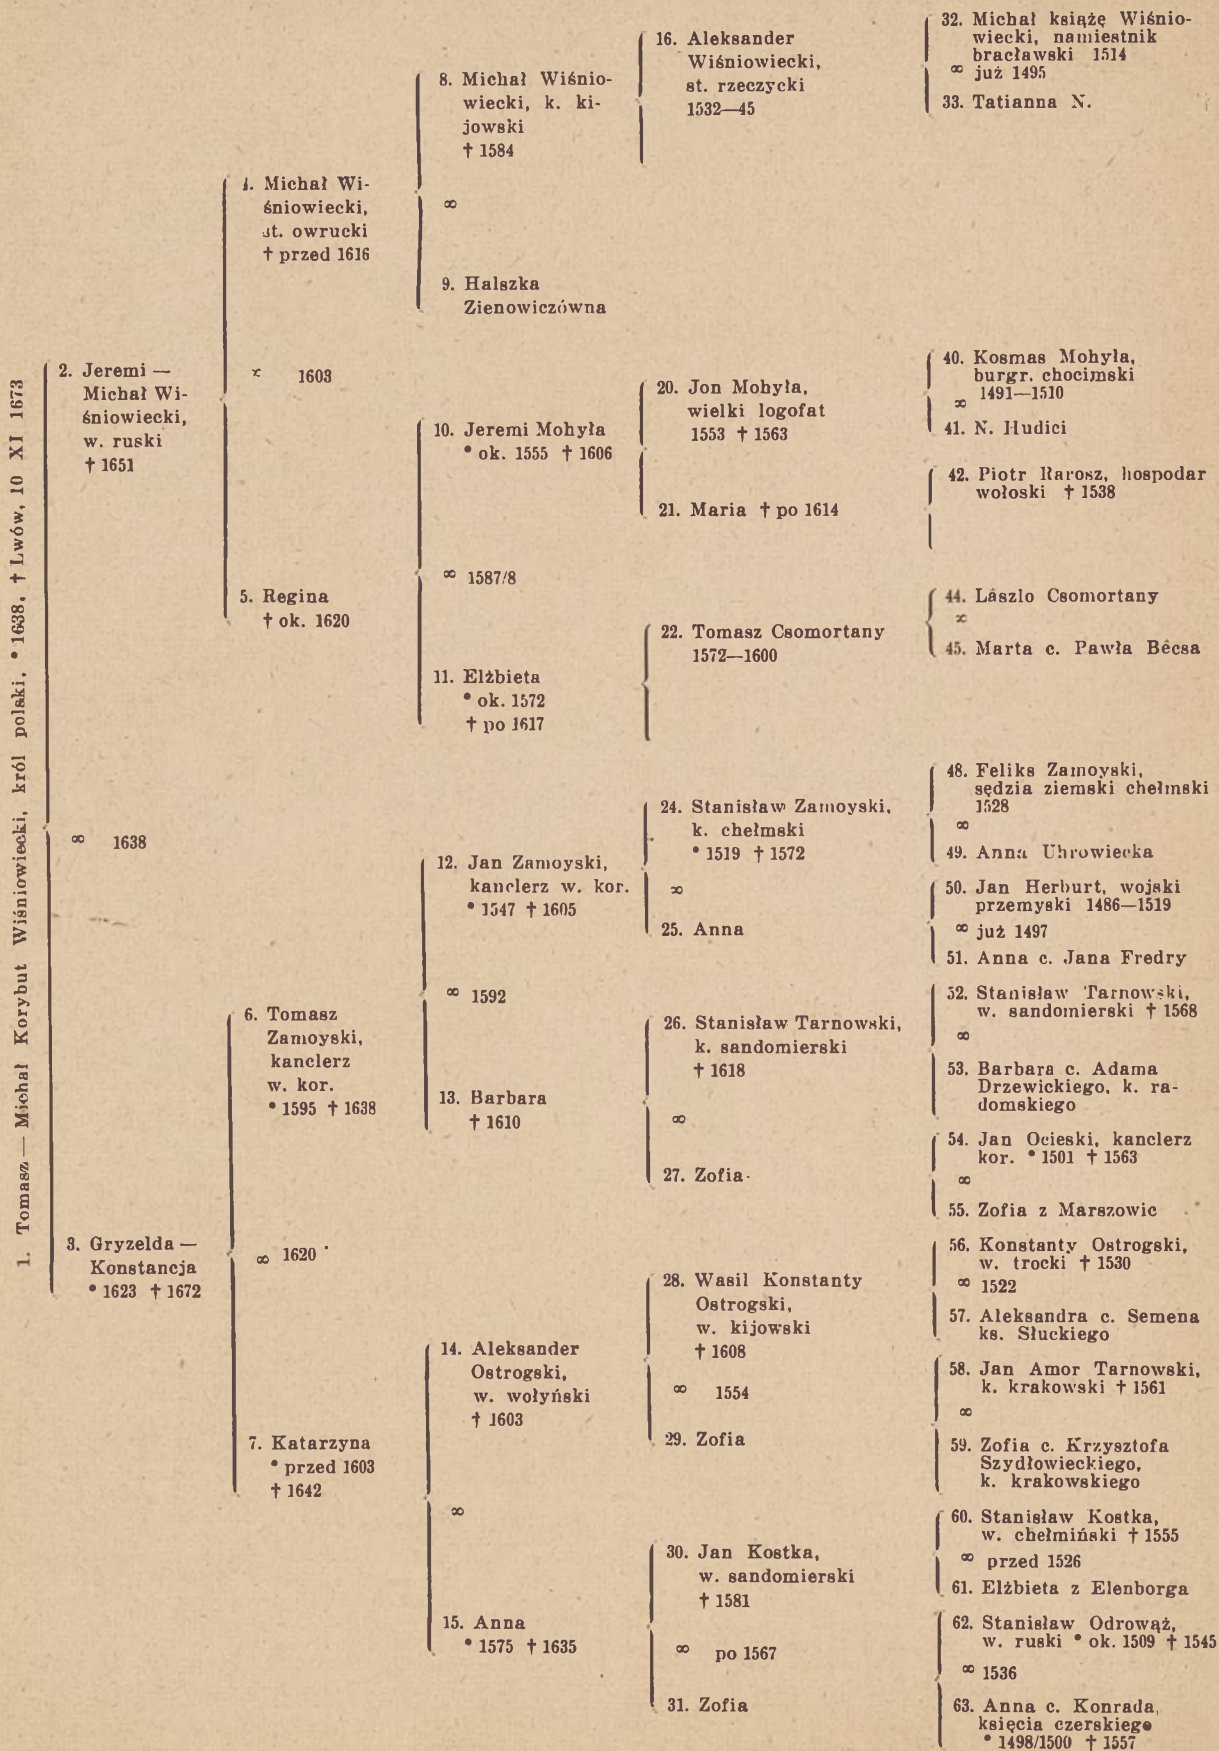 1. Tomasz — Michał Korybut Wiśniowiecki, król polski, • 1638, † Lwów, 10 XI 1673
2. Jeremi —
Michał Wi-
śniowiecki,
w. ruski
† 1651
∞ 1638
3. Gryzelda —
Konstancja
• 1623 † 1672
4. Michał Wi-
śniowiecki,
st. owrucki
† przed 1616
∞ 1603
5. Regina
† ok. 1620
6. Tomasz
Zamoyski,
kanclerz
w. kor.
• 1595 † 1638
∞ 1620
7. Katarzyna
• przed 1603
† 1642
8. Michał Wiśnio-
wiecki, k. ki-
jowski
† 1584
∞
9. Halszka
Zienowiczówna
10. Jeremi Mohyła
• ok. 1555 † 1606
∞ 1587/8
11. Elżbieta
• ok. 1572
† po 1617
12. Jan Zamoyski,
kanclerz w. kor.
• 1547 † 1605
∞ 1592
13. Barbara
† 1610
14. Aleksander
Ostrogski,
w. wołyński
† 1603
∞
15. Anna
• 1575 † 1635
16. Aleksander
Wiśniowiecki,
st. rzeczycki
1532—45
20. Jon Mohyła,
wielki logofat
1553 † 1563
21. Maria † po 1614
22. Tomasz Csomortany
1572—1600
24. Stanisław Zamoyski,
k. chełmski
• 1519 † 1572
∞
25. Anna
26. Stanisław Tarnowski,
k. sandomierski
† 1618
∞
27. Zofia
28. Wasil Konstanty
Ostrogski,
w. kijowski
† 1608
∞ 1554
29. Zofia
30. Jan Kostka,
w. sandomierski
† 1581
∞ po 1567
31. Zofia
32. Michał książę Wiśnio-
wiecki, namiestnik
bracławski 1514
∞ już 1495
33. Tatianna N.
40. Kosmas Mohyla,
burgr. chocimski
1491—1510
∞
41. N. Hudici
42. Piotr Rarosz, hospodar
wołoski † 1538
44. Lászlo Csomortany
∞
45. Marta c. Pawła Bécsa
48. Feliks Zamoyski,
sędzia ziemski chełmski
1528
∞
49. Anna Uhrowiecka
50. Jan Herburt, wojski
przemyski 1486—1519
∞ już 1497
51. Anna c. Jana Fredry
52. Stanisław Tarnowski,
w. sandomierski † 1568
∞
53. Barbara c. Adama
Drzewickiego, k. ra-
domskiego
54. Jan Ocieski, kanclerz
kor. • 1501 † 1563
∞
55. Zofia z Marszowic
56. Konstanty Ostrogski,
w. trocki † 1530
∞ 1522
57. Aleksandra c. Semena
ks. Słuckiego
58. Jan Amor Tarnowski,
k. krakowski † 1561
∞
59. Zofia c. Krzysztofa
Szydłowieckiego,
k. krakowskiego
60. Stanisław Kostka,
w. chełmiński † 1555
∞ przed 1526
61. Elżbieta z Elenborga
62. Stanisław Odrowąż,
w. ruski • ok. 1509 † 1545
∞ 1536
63. Anna c. Konrada,
księcia czerskiego
• 1498/1500 † 1557